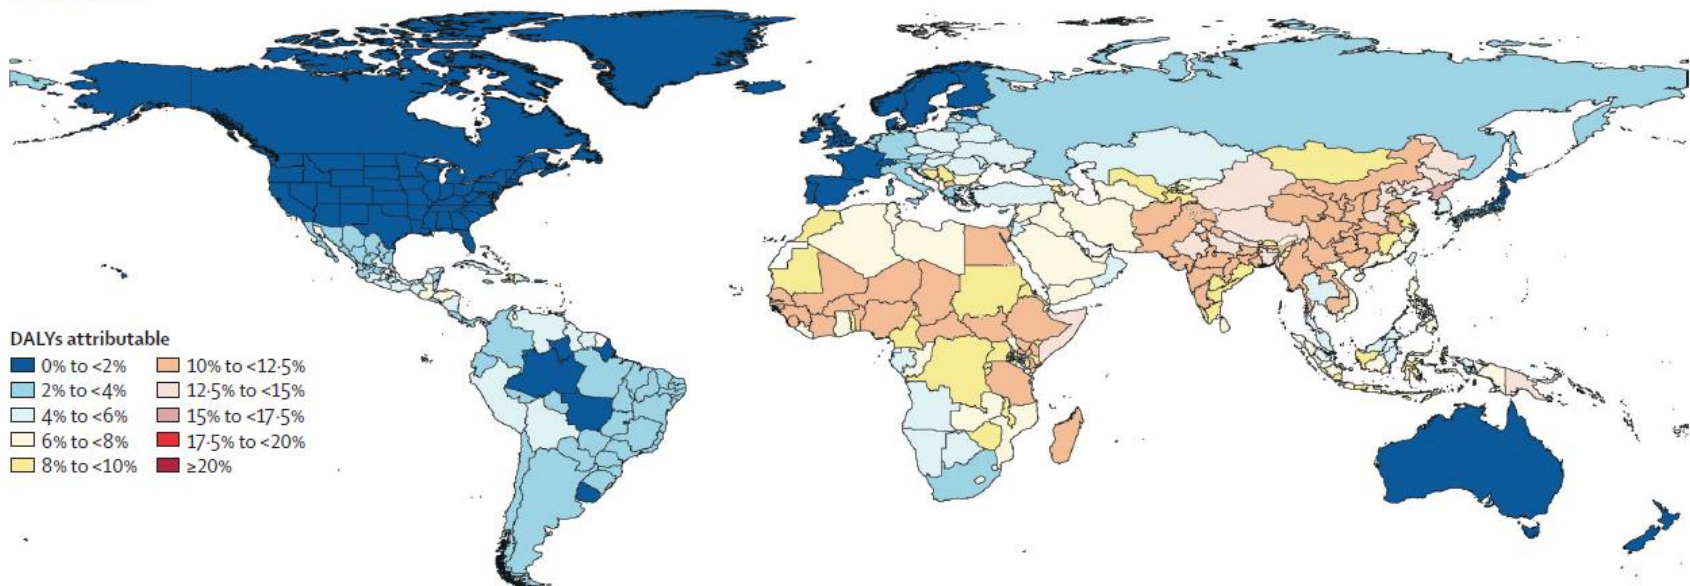 DALYs attributable
0% to <2%
2% to <4%
4% to <6%
6% to <8%
8% to <10%
10% to <12·5%
12·5% to <15%
15% to <17·5%
17·5% to <20%
≥20%